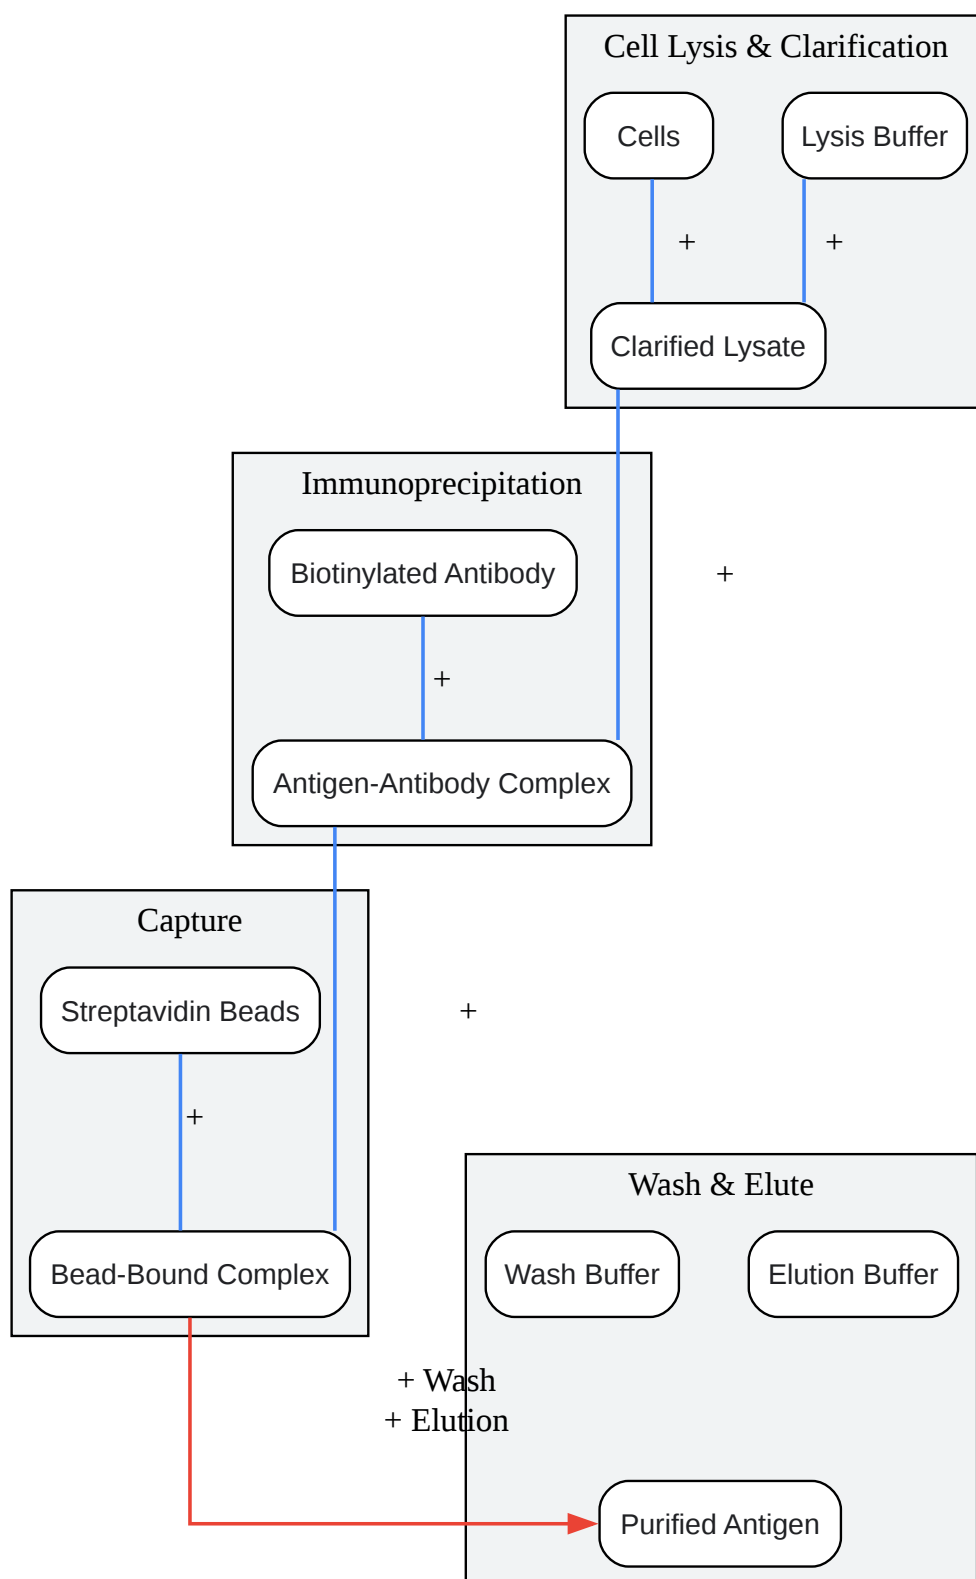 Cell Lysis & Clarification
Cells
Lysis Buffer
+
+
Clarified Lysate
Immunoprecipitation
Biotinylated Antibody
+
+
Antigen-Antibody Complex
Capture
Streptavidin Beads
+
+
Wash & Elute
Bead-Bound Complex
Wash Buffer
Elution Buffer
+ Wash
+ Elution
Purified Antigen